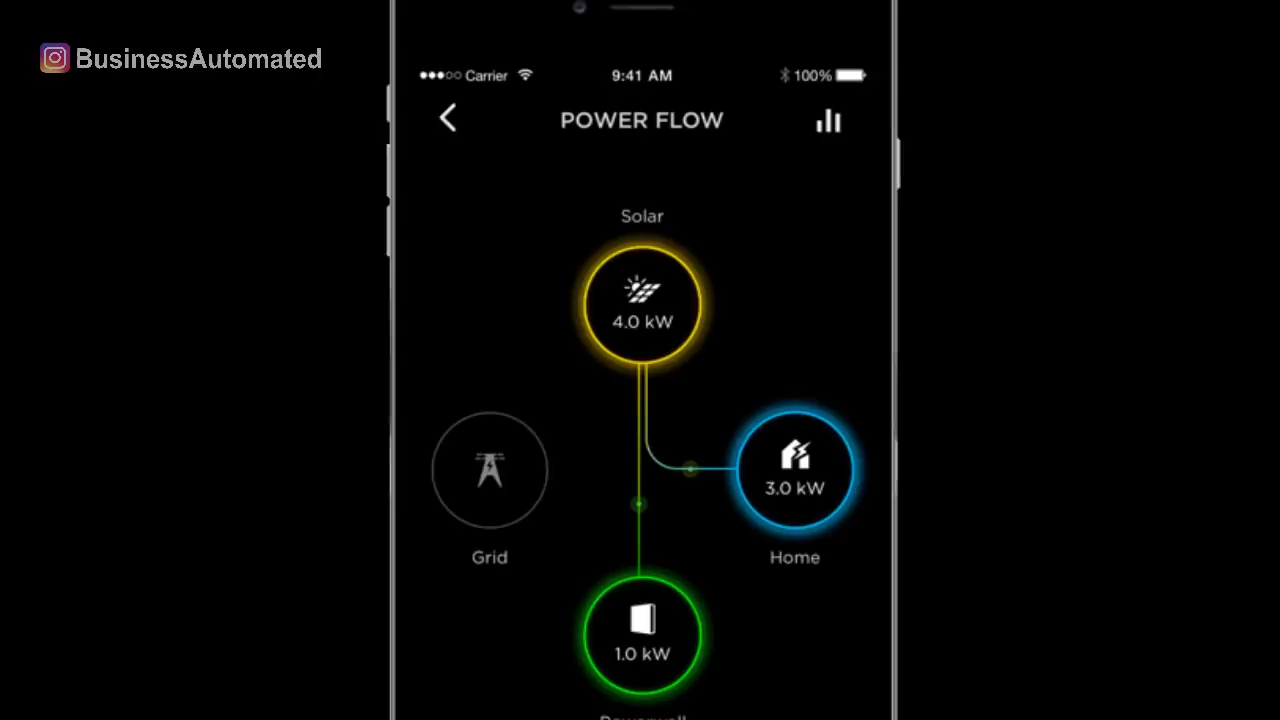 BusinessAutomated
Carrier 9:41 AM 100%
POWER FLOW
Solar
4.0 kW
3.0 kW
Grid
Home
1.0 kW